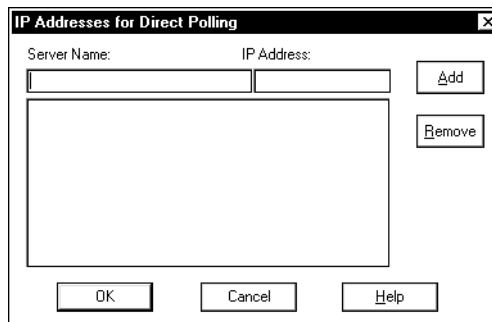 IP Addresses for Direct Polling
Server Name: IP Address:
Add
Remove
OK Cancel Help